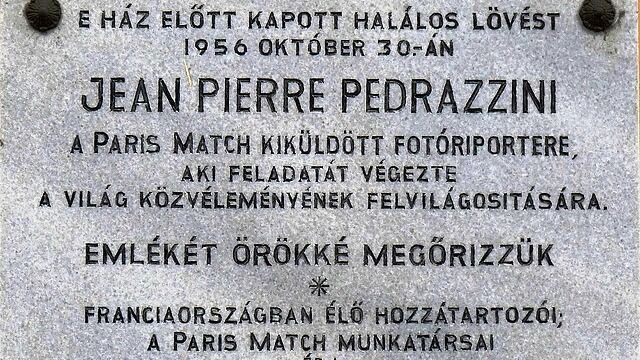 E HÁZ ELŐTT KAPOTT HALÁLOS LÖVÉST
1956 OKTÓBER 30.-ÁN
JEAN PIERRE PEDRAZZINI
A PARIS MATCH KIKÜLDÖTT FOTÓRIPORTERE,
AKI FELADATÁT VÉGEZTE
A VILÁG KÖZVÉLEMÉNYÉNEK FELVILÁGOSITÁSÁRA.
EMLÉKÉT ÖRÖKKÉ MEGŐRIZZÜK
*
FRANCIAORSZÁGBAN ÉLŐ HOZZÁTARTOZÓI;
A PARIS MATCH MUNKATÁRSAI